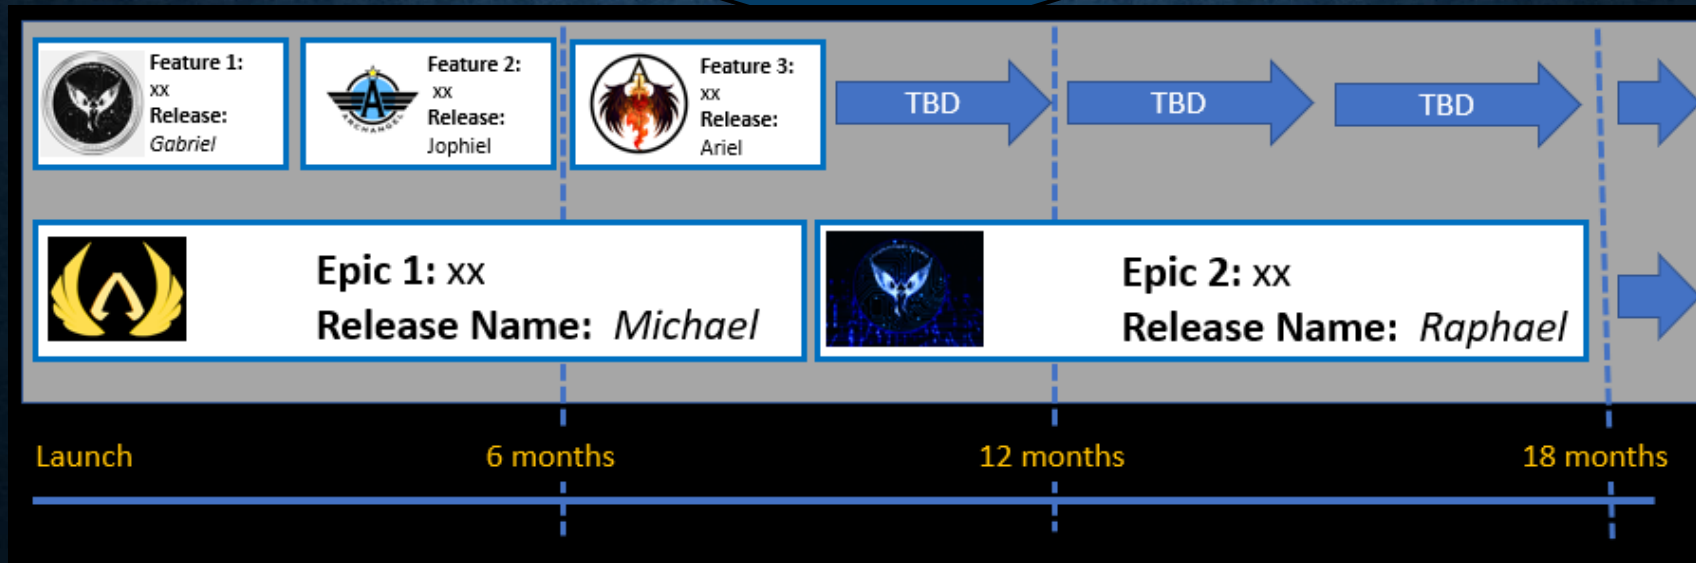 Feature 1:
xx
Release:
Gabriel
ARCHANGEL
Feature 2:
xx
Release:
Jophiel
Feature 3:
xx
Release:
Ariel
TBD
TBD
TBD
Epic 1: xx
Release Name: Michael
Epic 2: xx
Release Name: Raphael
Launch
6 months
12 months
18 months